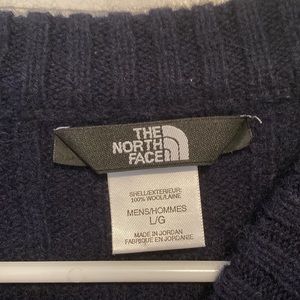 THE
NORTH
FACE
SHELL/EXTERIEUR:
100% WOOL/LAINE
MENS/HOMMES
L/G
MADE IN JORDAN
FABRIQUE EN JORDANIE